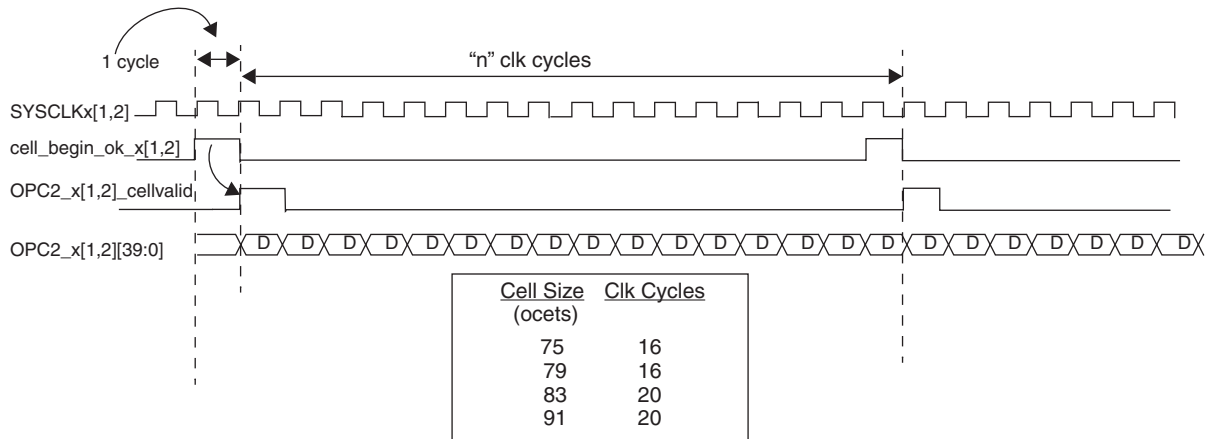 1 cycle
“n” clk cycles
SYSCLKx[1,2]
cell_begin_ok_x[1,2]
OPC2_x[1,2]_cellvalid
OPC2_x[1,2][39:0] D D D D D D D D D D D D D D D D D D D D D D D
Cell Size Clk Cycles
(ocets)
75 16
79 16
83 20
91 20